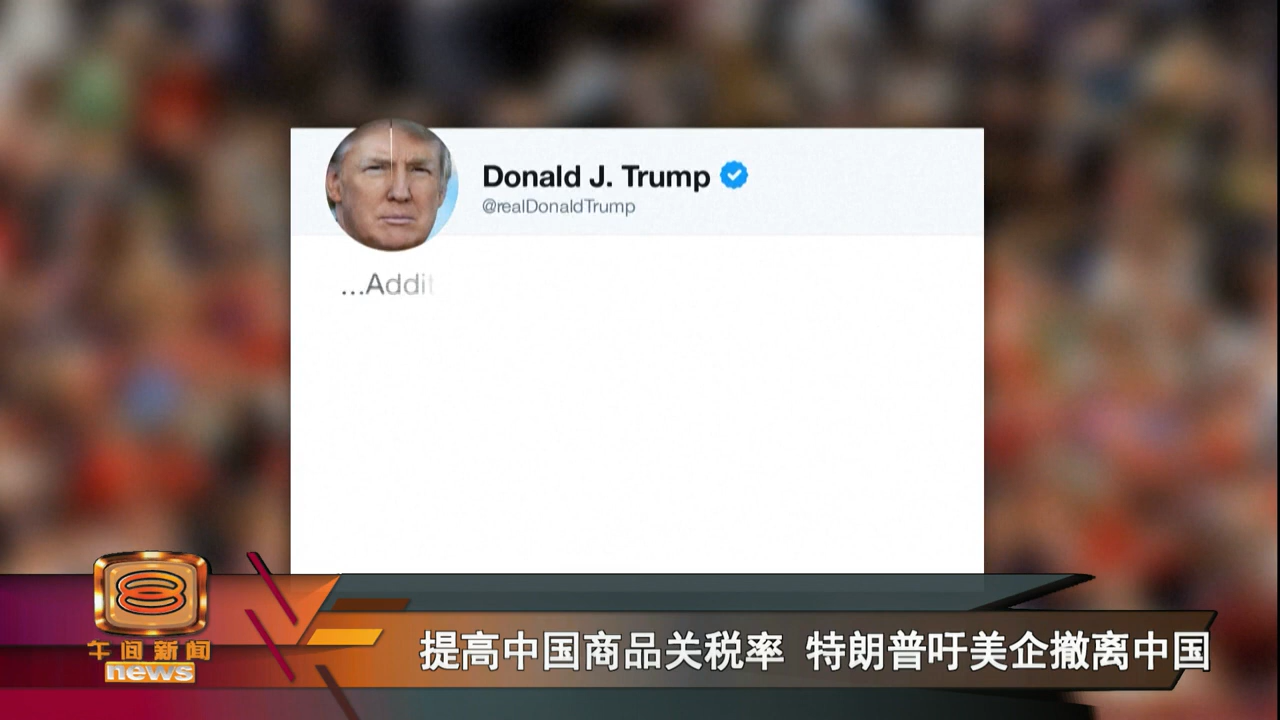 Donald J. Trump
@realDonaldTrump
...Addit
8
午间新闻
news
提高中国商品关税率 特朗普吁美企撤离中国